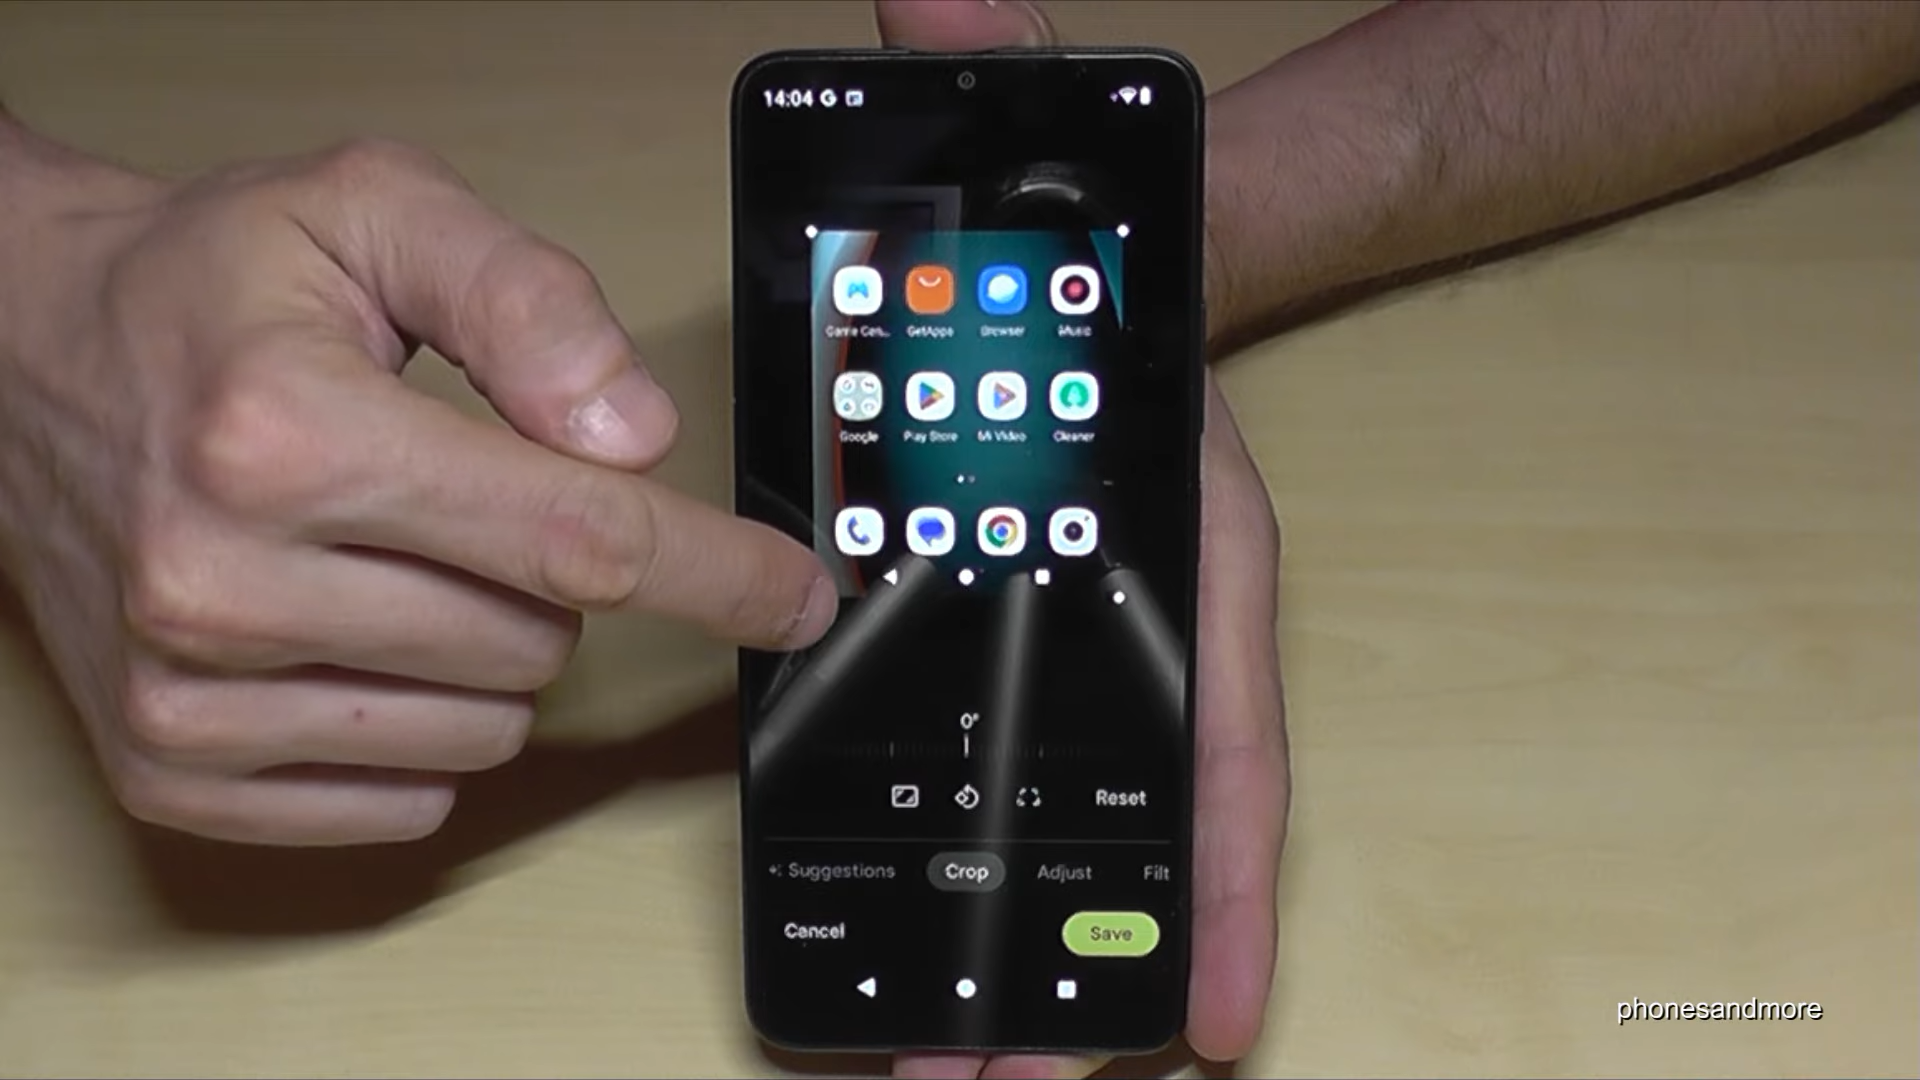 14:04
Game Cen... GetApps Browser Music
Google Play Store Mi Video Cleaner
0°
Reset
Suggestions Crop Adjust Filt
Cancel Save
phonesandmore